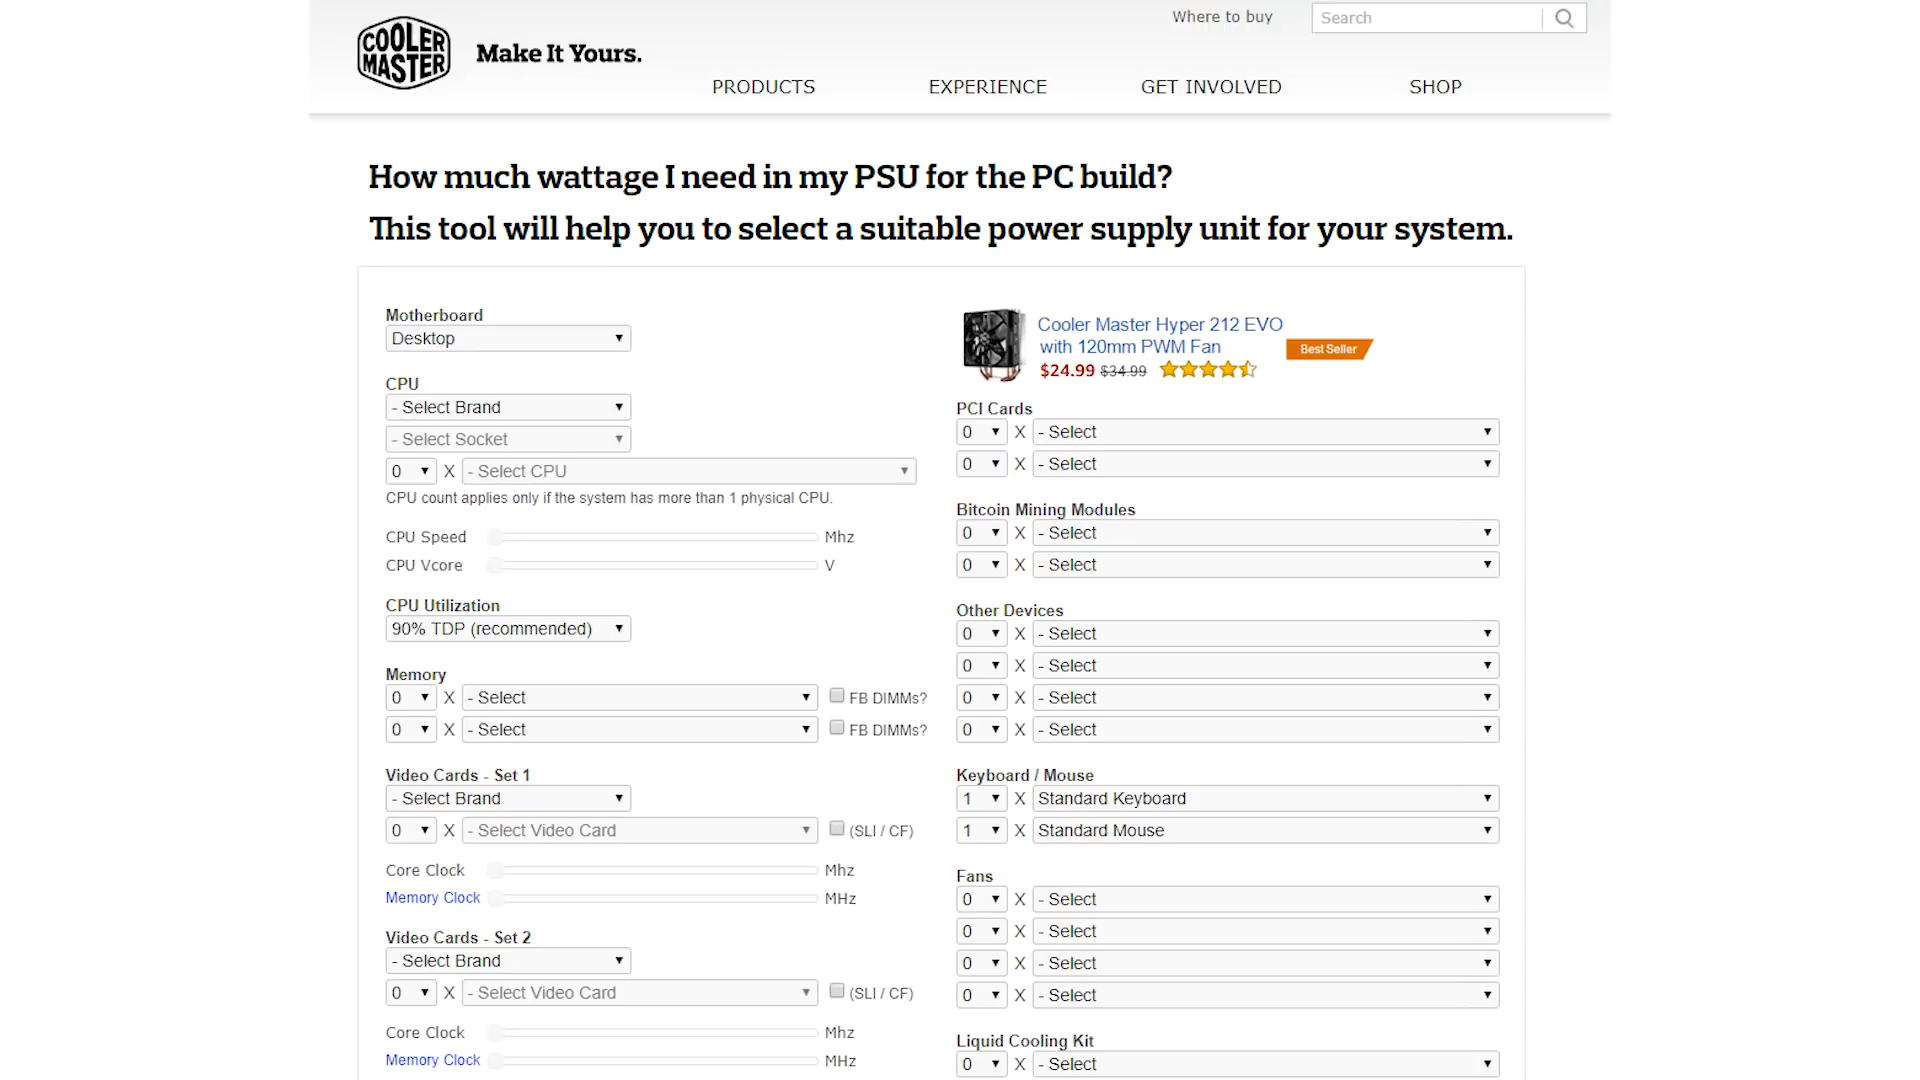 Where to buy
Search
COOLER MASTER
Make It Yours.
PRODUCTS EXPERIENCE GET INVOLVED SHOP
How much wattage I need in my PSU for the PC build?
This tool will help you to select a suitable power supply unit for your system.
Motherboard
Desktop
CPU
- Select Brand
- Select Socket
0 X - Select CPU
CPU count applies only if the system has more than 1 physical CPU.
CPU Speed Mhz
CPU Vcore V
CPU Utilization
90% TDP (recommended)
Memory
0 X - Select FB DIMMs?
0 X - Select FB DIMMs?
Video Cards - Set 1
- Select Brand
0 X - Select Video Card (SLI / CF)
Core Clock Mhz
Memory Clock MHz
Video Cards - Set 2
- Select Brand
0 X - Select Video Card (SLI / CF)
Core Clock Mhz
Memory Clock MHz
Cooler Master Hyper 212 EVO
with 120mm PWM Fan
Best Seller
$24.99 $34.99
PCI Cards
0 X - Select
0 X - Select
Bitcoin Mining Modules
0 X - Select
0 X - Select
Other Devices
0 X - Select
0 X - Select
0 X - Select
0 X - Select
Keyboard / Mouse
1 X Standard Keyboard
1 X Standard Mouse
Fans
0 X - Select
0 X - Select
0 X - Select
0 X - Select
Liquid Cooling Kit
0 X - Select